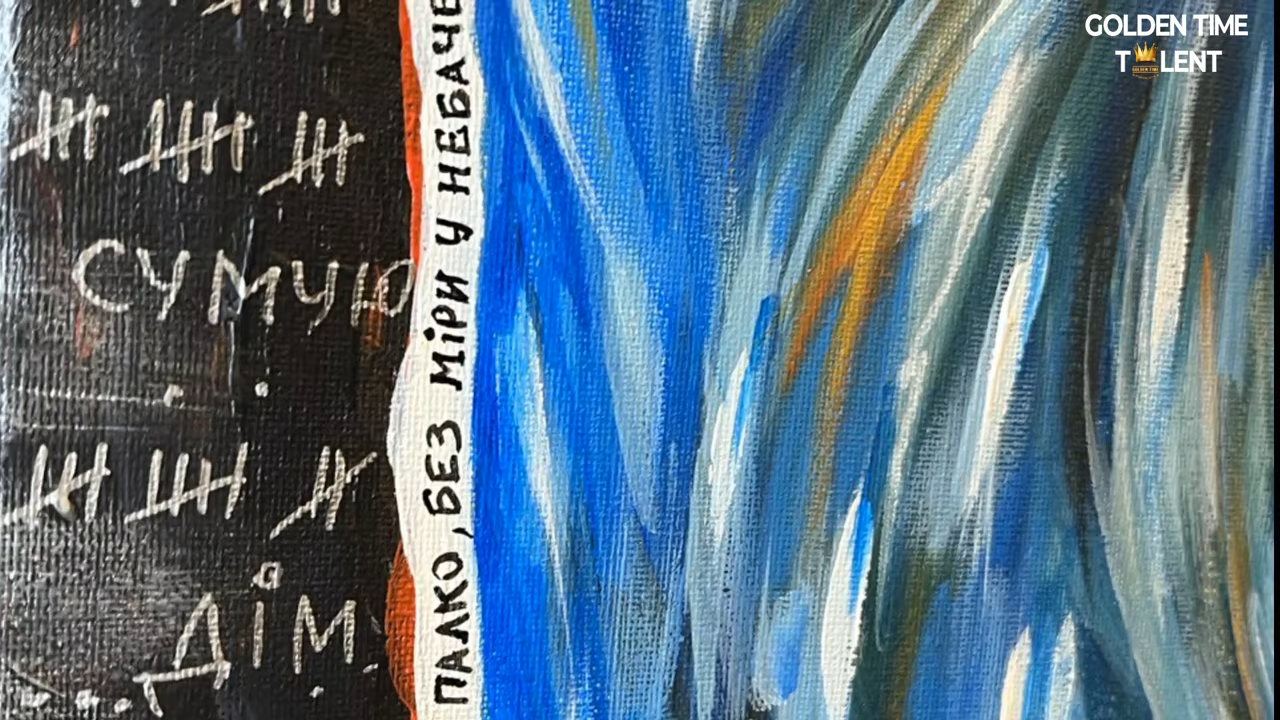 GOLDEN TIME
TALENT
СУМУЮ
ДІМ
ПАЛКО, БЕЗ МІРИ У НЕБАЧЕ